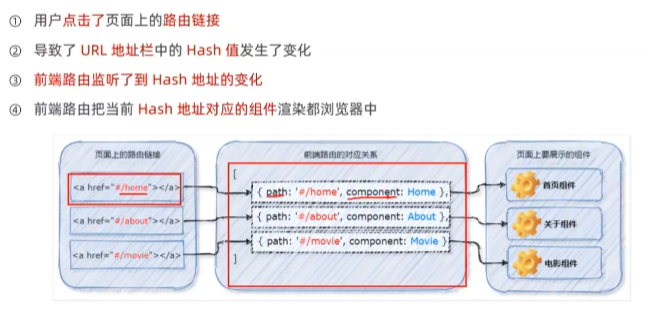 ① 用户点击了页面上的路由链接
② 导致了 URL 地址栏中的 Hash 值发生了变化
③ 前端路由监听了到 Hash 地址的变化
④ 前端路由把当前 Hash 地址对应的组件渲染都浏览器中
页面上的路由链接
<a href="#/home"></a>
<a href="#/about"></a>
<a href="#/movie"></a>
前端路由的对应关系
[
{ path: '#/home', component: Home },
{ path: '#/about', component: About },
{ path: '#/movie', component: Movie }
]
页面上要展示的组件
首页组件
关于组件
电影组件